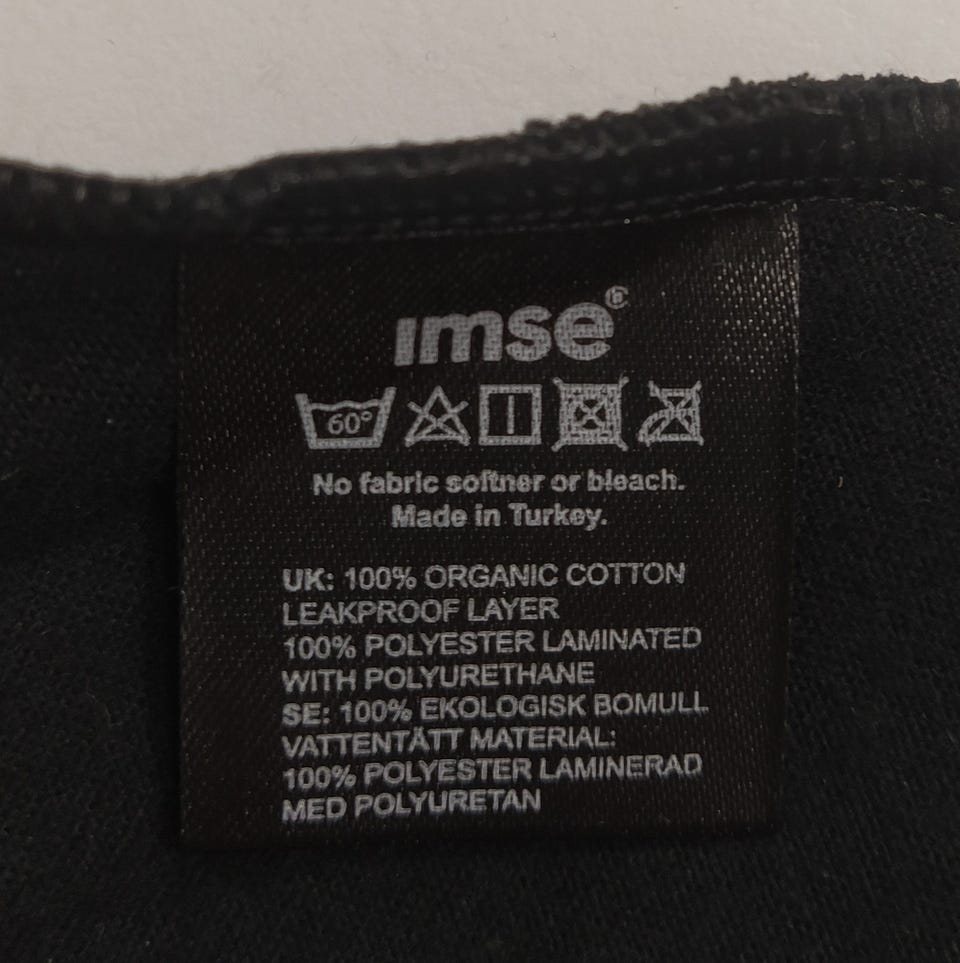 imse®
60°
No fabric softner or bleach.
Made in Turkey.
UK: 100% ORGANIC COTTON
LEAKPROOF LAYER
100% POLYESTER LAMINATED
WITH POLYURETHANE
SE: 100% EKOLOGISK BOMULL
VATTENTÄTT MATERIAL:
100% POLYESTER LAMINERAD
MED POLYURETAN